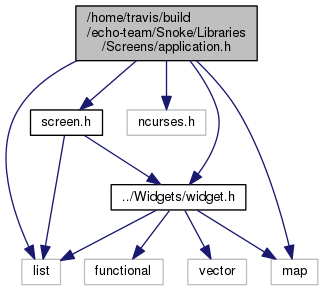 /home/travis/build
/echo-team/Snoke/Libraries
/Screens/application.h
screen.h
ncurses.h
../Widgets/widget.h
list
functional
vector
map